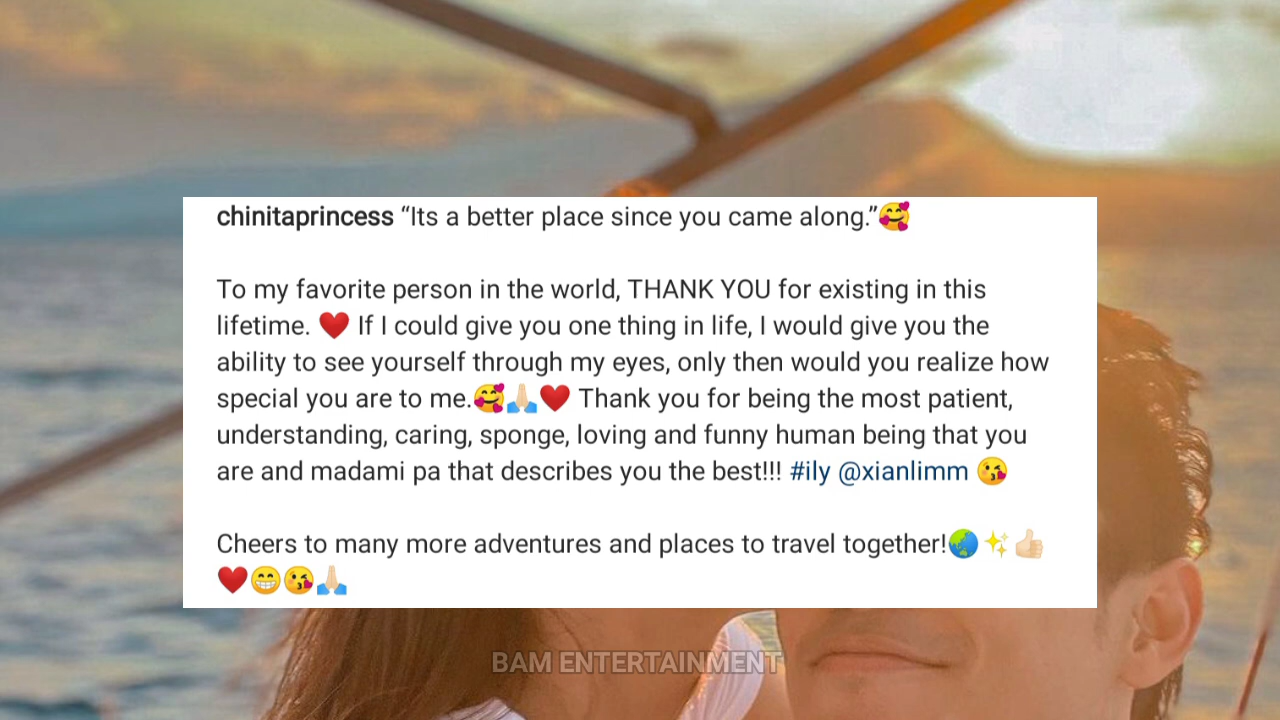 chinitaprincess “Its a better place since you came along.”🥰
To my favorite person in the world, THANK YOU for existing in this
lifetime. ❤️ If I could give you one thing in life, I would give you the
ability to see yourself through my eyes, only then would you realize how
special you are to me.🥰🙏🏻❤️ Thank you for being the most patient,
understanding, caring, sponge, loving and funny human being that you
are and madami pa that describes you the best!!! #ily @xianlimm 😘
Cheers to many more adventures and places to travel together!🌏✨👍🏻
❤️😁😘🙏🏻
BAM ENTERTAINMENT